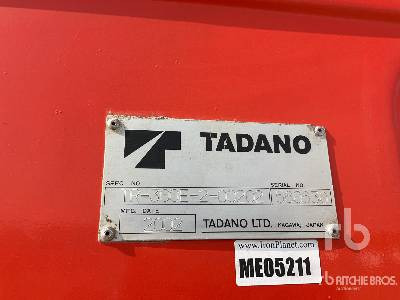 TADANO
SPEC. NO.
SERIAL NO.
MFG. DATE
TADANO LTD. KAGAWA, JAPAN
www.IronPlanet.com
ME05211
rb
RITCHIE BROS.